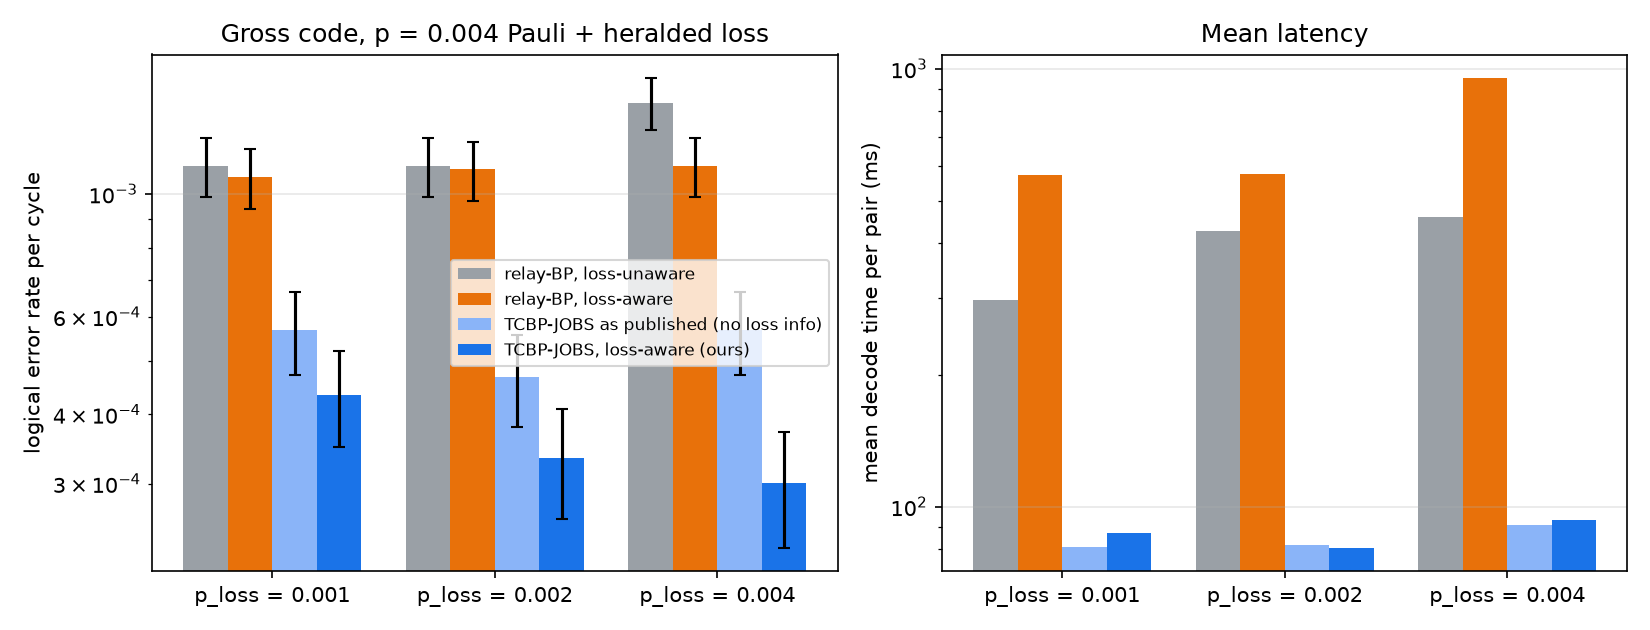 Gross code, p = 0.004 Pauli + heralded loss
logical error rate per cycle
10⁻³
6 × 10⁻⁴
4 × 10⁻⁴
3 × 10⁻⁴
relay-BP, loss-unaware
relay-BP, loss-aware
TCBP-JOBS as published (no loss info)
TCBP-JOBS, loss-aware (ours)
p_loss = 0.001
p_loss = 0.002
p_loss = 0.004
Mean latency
mean decode time per pair (ms)
10³
10²
p_loss = 0.001
p_loss = 0.002
p_loss = 0.004